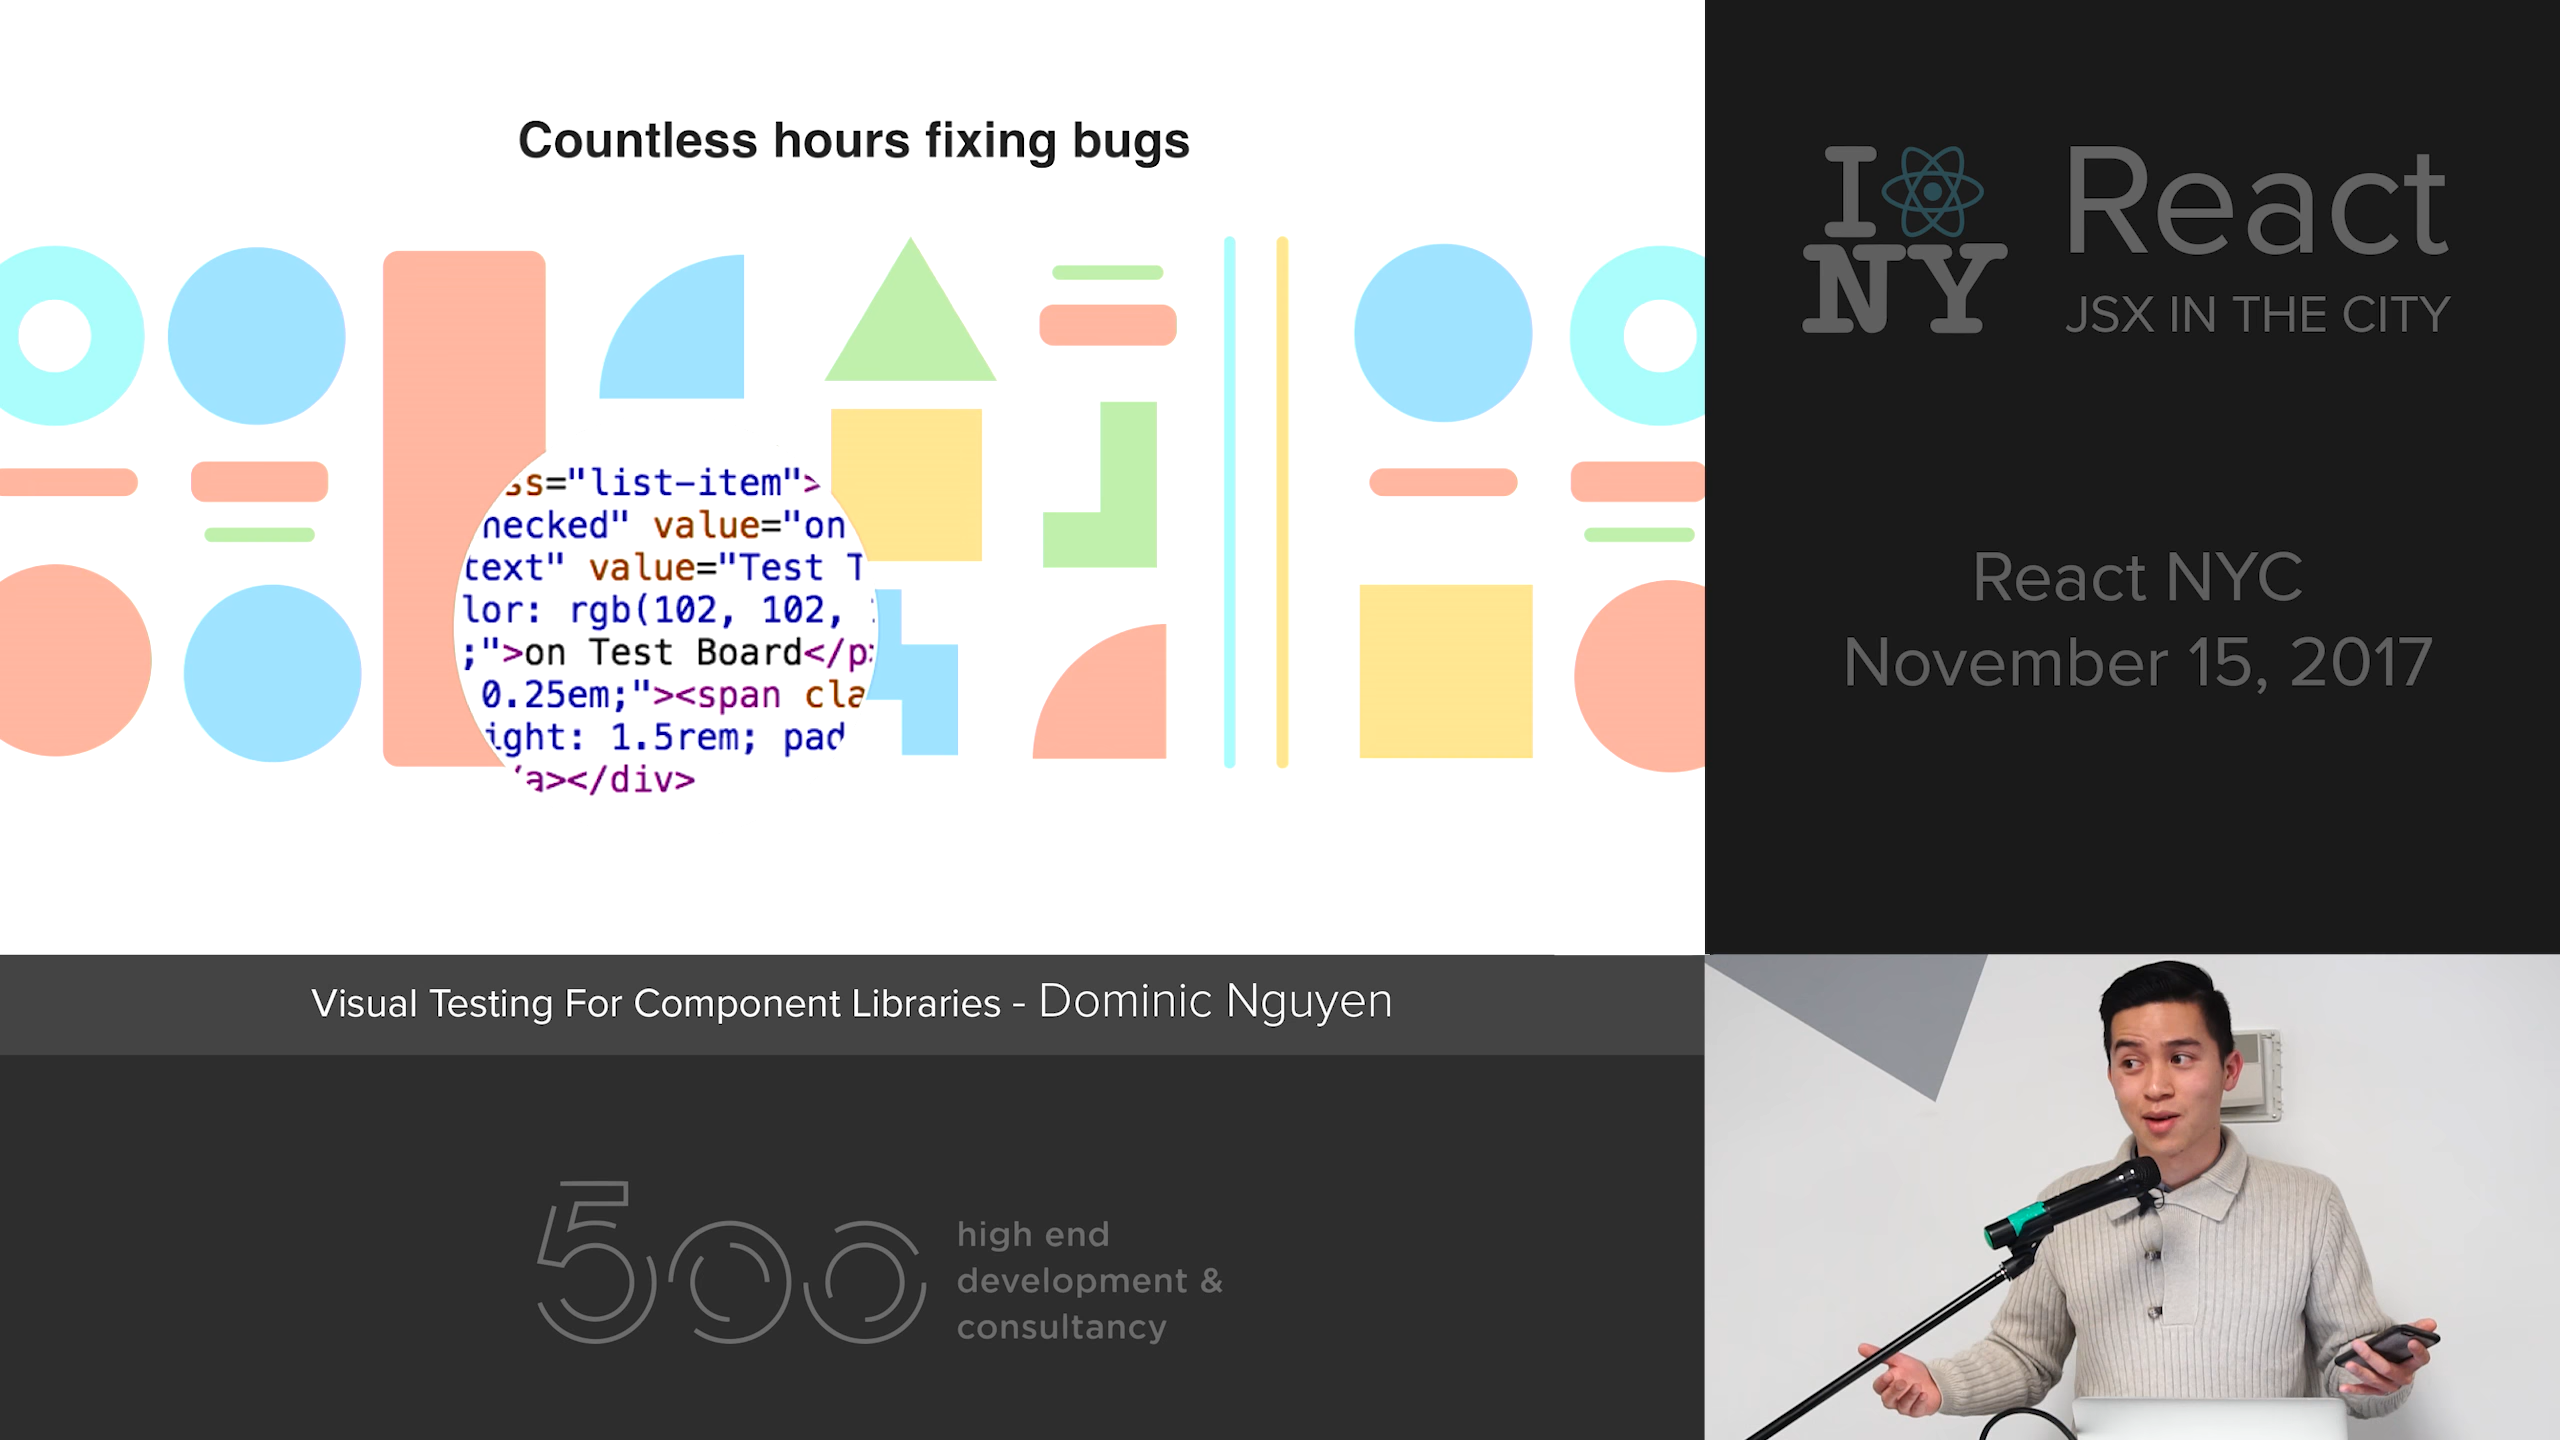 Countless hours fixing bugs
ss="list-item">
necked" value="on
text" value="Test T
lor: rgb(102, 102,
;">on Test Board</p>
0.25em;"><span cla
ight: 1.5rem; pad
a></div>
I NY
React
JSX IN THE CITY
React NYC
November 15, 2017
Visual Testing For Component Libraries - Dominic Nguyen
500
high end
development &
consultancy